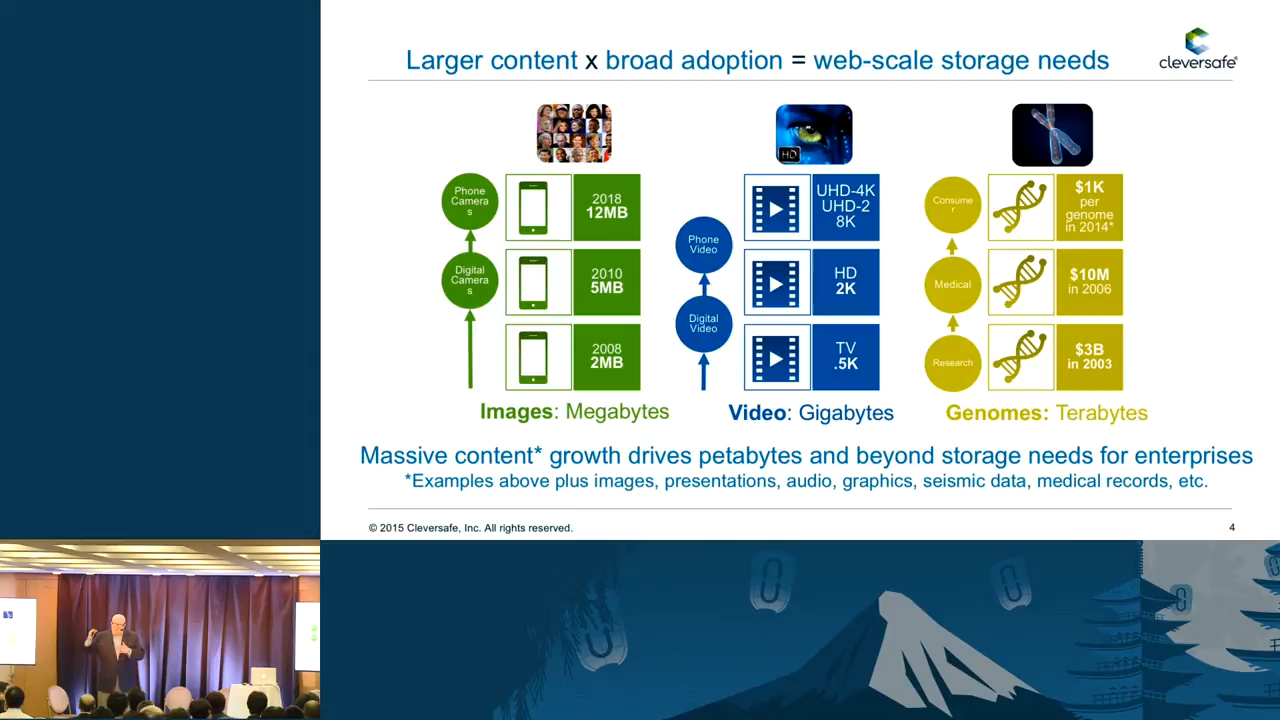 Larger content x broad adoption = web-scale storage needs
cleversafe®
Phone
Camera
s
2018
12MB
Digital
Camera
s
2010
5MB
2008
2MB
Images: Megabytes
HD
Phone
Video
UHD-4K
UHD-2
8K
Digital
Video
HD
2K
TV
.5K
Video: Gigabytes
Consume
r
$1K
per
genome
in 2014*
Medical
$10M
in 2006
Research
$3B
in 2003
Genomes: Terabytes
Massive content* growth drives petabytes and beyond storage needs for enterprises
*Examples above plus images, presentations, audio, graphics, seismic data, medical records, etc.
© 2015 Cleversafe, Inc. All rights reserved.
4